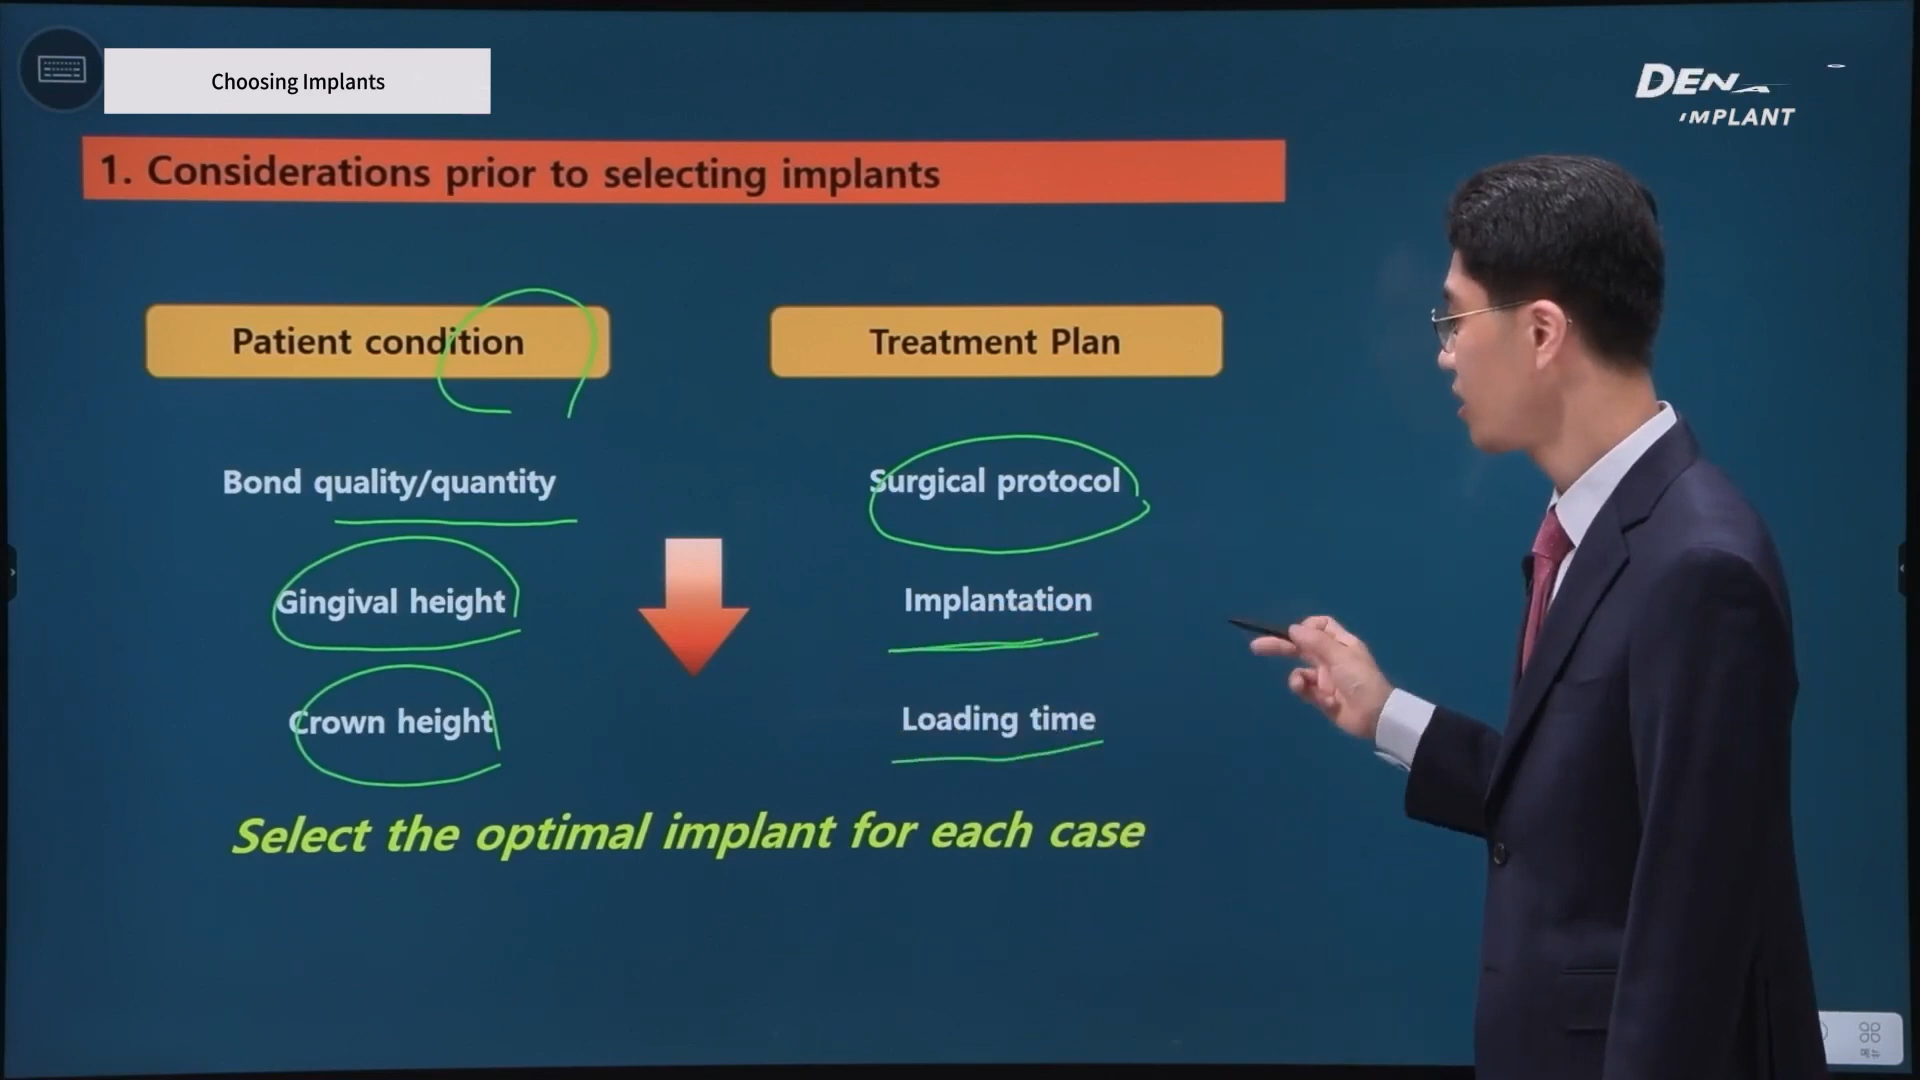 Choosing Implants
DENA
IMPLANT
1. Considerations prior to selecting implants
Patient condition
Treatment Plan
Bond quality/quantity
Surgical protocol
Gingival height
Implantation
Crown height
Loading time
Select the optimal implant for each case